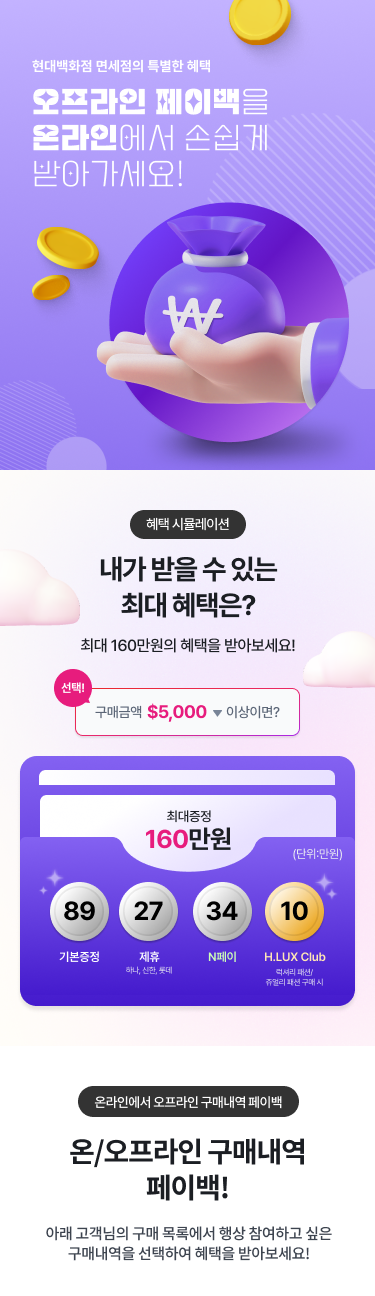 현대백화점 면세점의 특별한 혜택
오프라인 페이백을
온라인에서 손쉽게
받아가세요!
₩
혜택 시뮬레이션
내가 받을 수 있는
최대 혜택은?
최대 160만원의 혜택을 받아보세요!
선택!
구매금액 $5,000 ▼ 이상이면?
최대증정
160만원
(단위:만원)
89 27 34 10
기본증정 제휴 N페이 H.LUX Club
하나, 신한, 롯데 럭셔리 패션/
쥬얼리 패션 구매 시
온라인에서 오프라인 구매내역 페이백
온/오프라인 구매내역
페이백!
아래 고객님의 구매 목록에서 행상 참여하고 싶은
구매내역을 선택하여 혜택을 받아보세요!